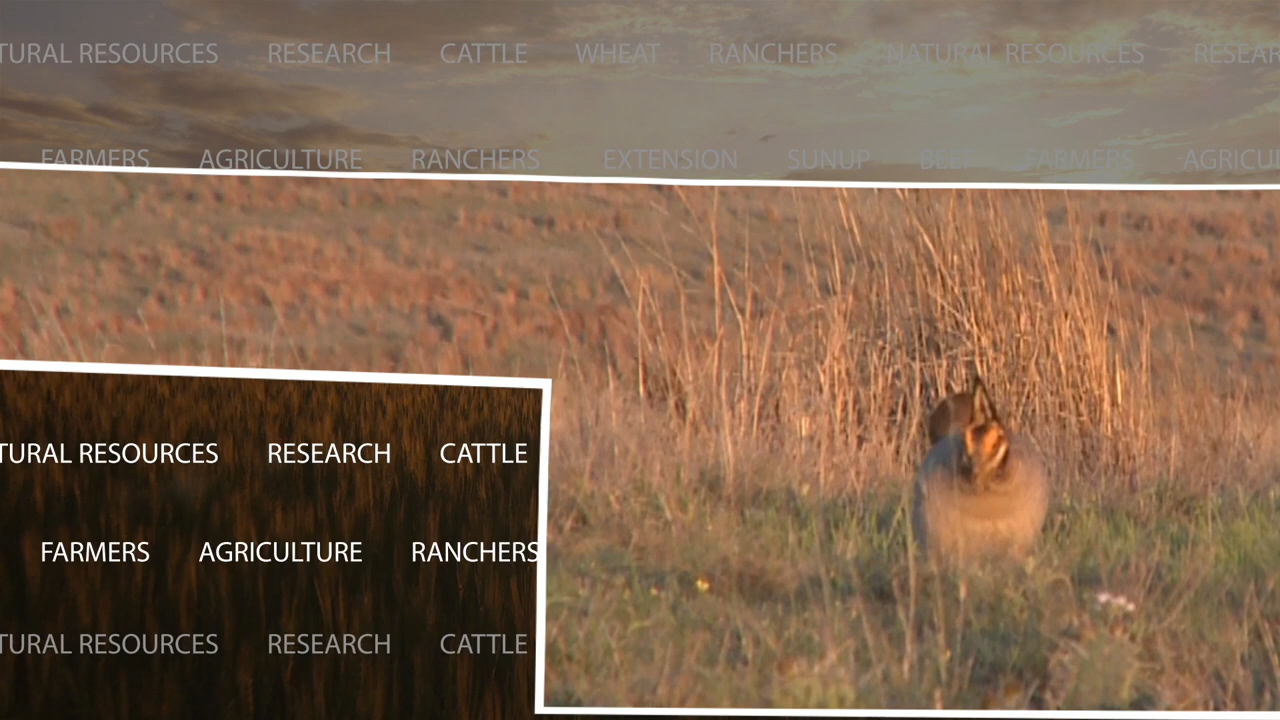 TURAL RESOURCES RESEARCH CATTLE WHEAT RANCHERS NATURAL RESOURCES RESEAR
FARMERS AGRICULTURE RANCHERS EXTENSION SUNUP BEEF FARMERS AGRICU
TURAL RESOURCES RESEARCH CATTLE
FARMERS AGRICULTURE RANCHERS
TURAL RESOURCES RESEARCH CATTLE